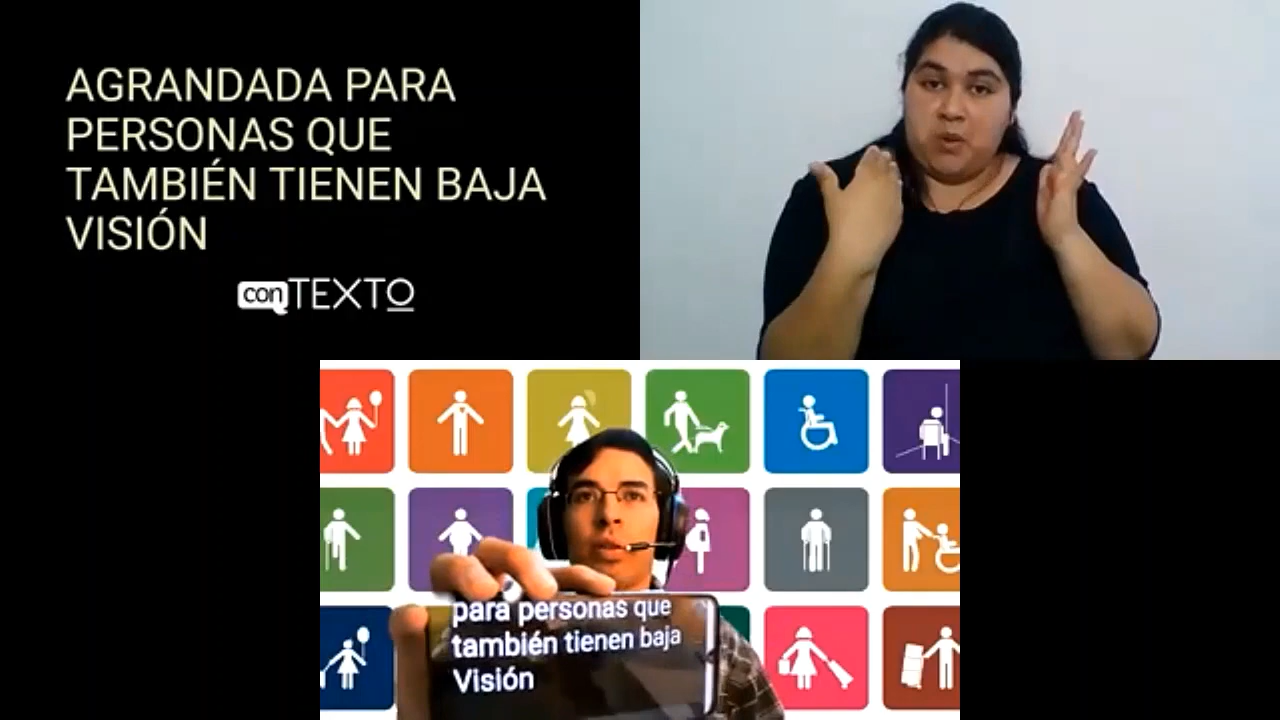 AGRANDADA PARA
PERSONAS QUE
TAMBIÉN TIENEN BAJA
VISIÓN
conTEXTO
para personas que
también tienen baja
Visión